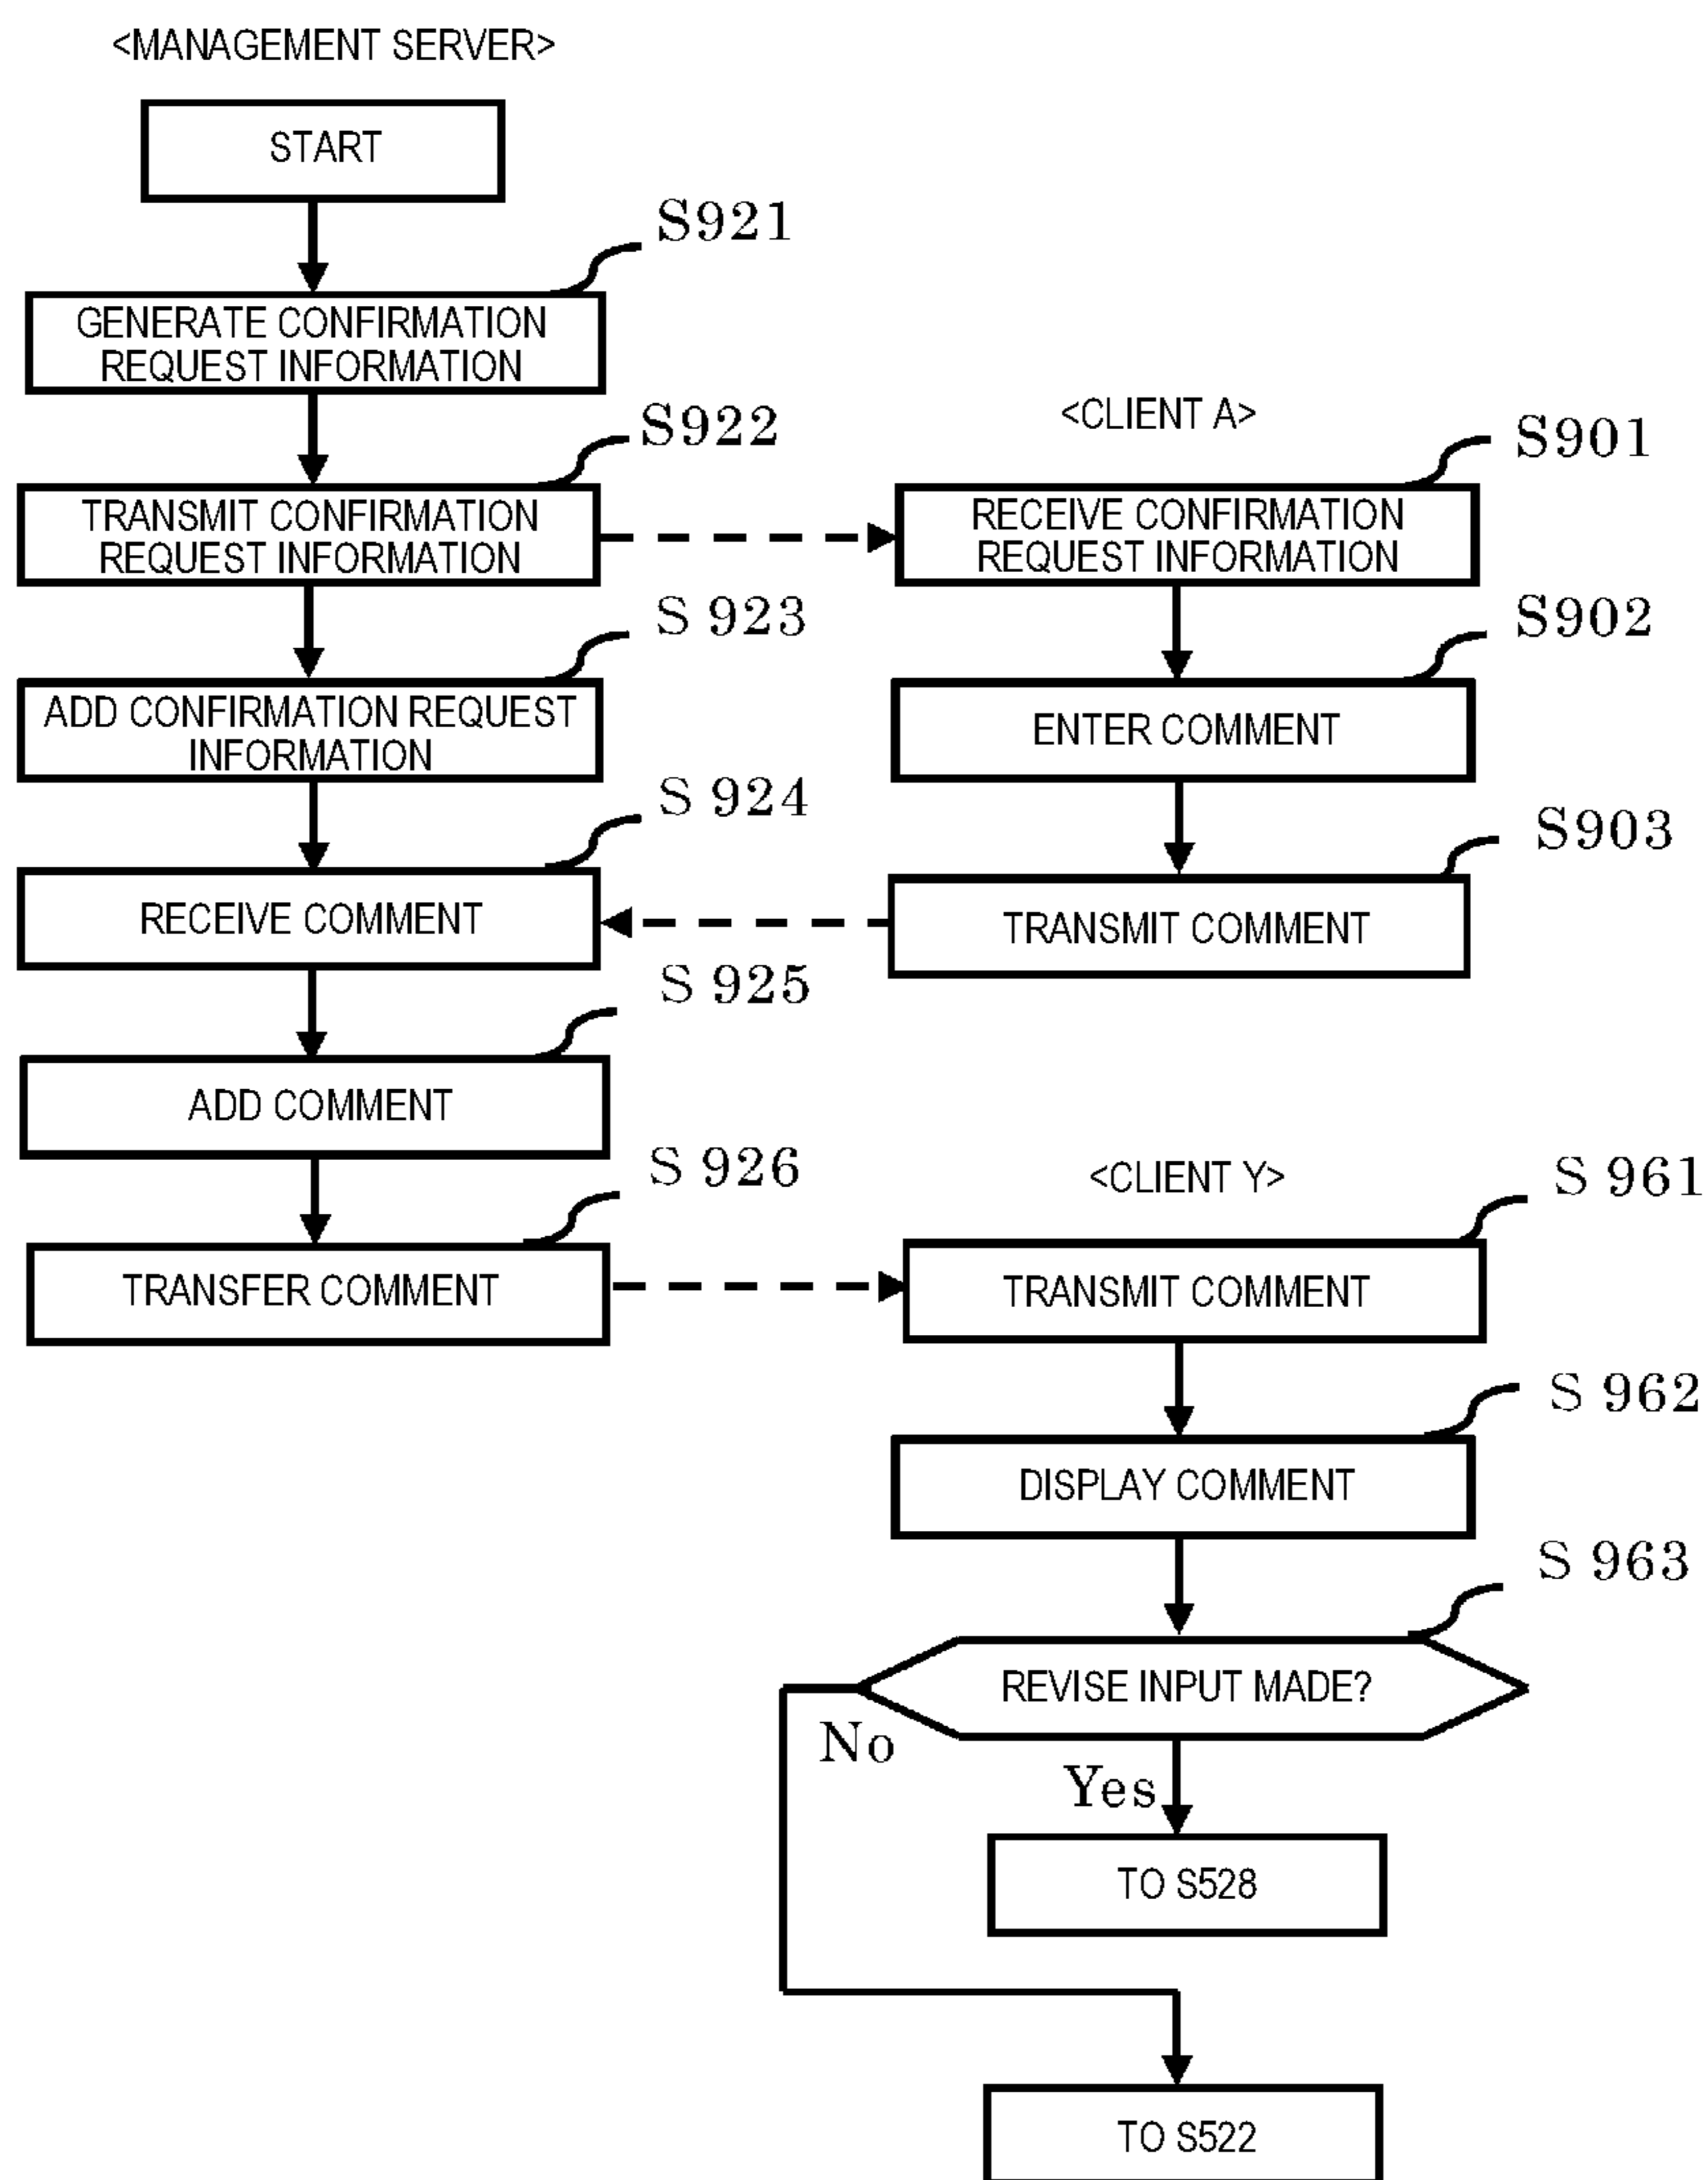 <MANAGEMENT SERVER>
START
S921
GENERATE CONFIRMATION
REQUEST INFORMATION
S922
TRANSMIT CONFIRMATION
REQUEST INFORMATION
S 923
ADD CONFIRMATION REQUEST
INFORMATION
S 924
RECEIVE COMMENT
S 925
ADD COMMENT
S 926
TRANSFER COMMENT
<CLIENT A>
S901
RECEIVE CONFIRMATION
REQUEST INFORMATION
S902
ENTER COMMENT
S903
TRANSMIT COMMENT
<CLIENT Y>
S 961
TRANSMIT COMMENT
S 962
DISPLAY COMMENT
S 963
REVISE INPUT MADE?
No
Yes
TO S528
TO S522